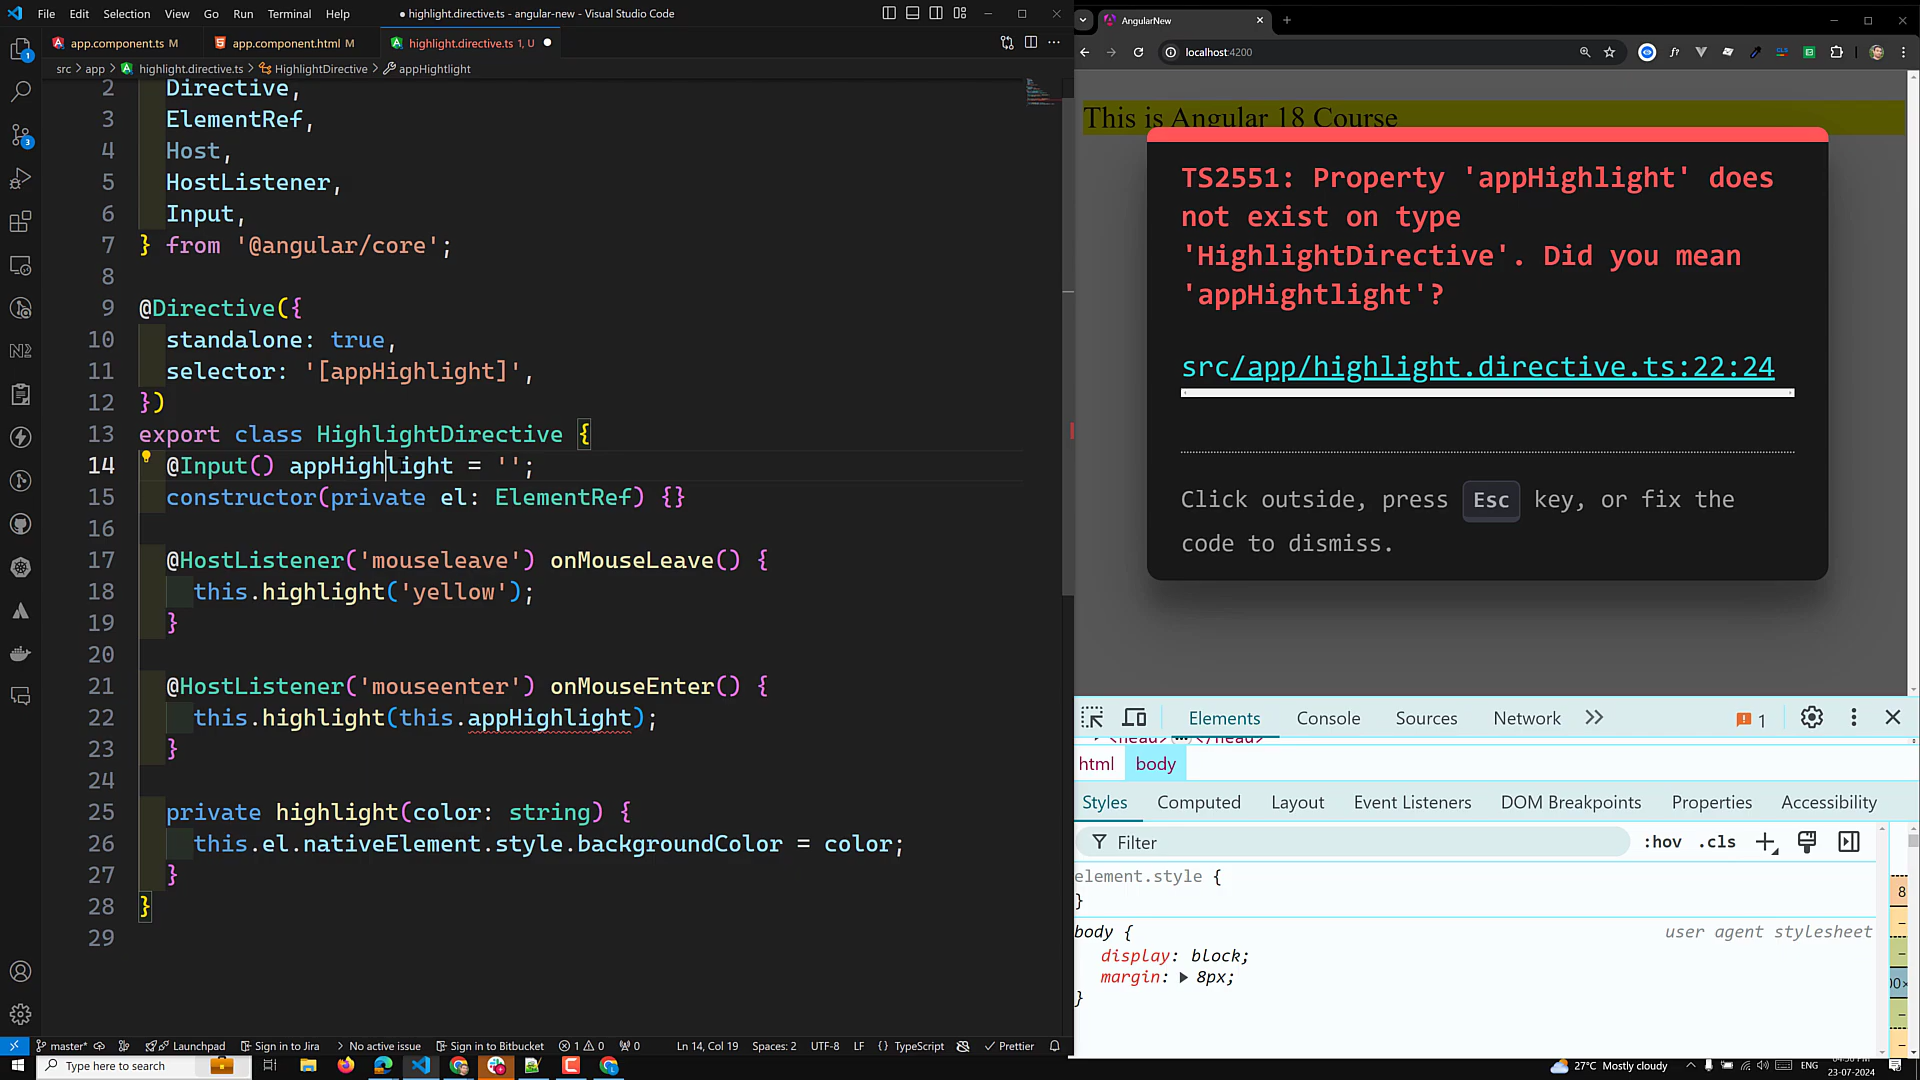 File Edit Selection View Go Run Terminal Help
highlight.directive.ts - angular-new - Visual Studio Code
app.component.ts M
app.component.html M
highlight.directive.ts 1, U
src > app > highlight.directive.ts > HighlightDirective > appHightlight
2 Directive,
3 ElementRef,
4 Host,
5 HostListener,
6 Input,
7 } from '@angular/core';
8
9 @Directive({
10 standalone: true,
11 selector: '[appHighlight]',
12 })
13 export class HighlightDirective {
14 @Input() appHighlight = '';
15 constructor(private el: ElementRef) {}
16
17 @HostListener('mouseleave') onMouseLeave() {
18 this.highlight('yellow');
19 }
20
21 @HostListener('mouseenter') onMouseEnter() {
22 this.highlight(this.appHighlight);
23 }
24
25 private highlight(color: string) {
26 this.el.nativeElement.style.backgroundColor = color;
27 }
28 }
29
master* Launchpad Sign in to Jira No active issue Sign in to Bitbucket 1 0 0 Ln 14, Col 19 Spaces: 2 UTF-8 LF {} TypeScript Prettier
AngularNew
localhost:4200
This is Angular 18 Course
TS2551: Property 'appHighlight' does
not exist on type
'HighlightDirective'. Did you mean
'appHightlight'?
src/app/highlight.directive.ts:22:24
Click outside, press Esc key, or fix the
code to dismiss.
Elements Console Sources Network 1
<head> </head>
html body
Styles Computed Layout Event Listeners DOM Breakpoints Properties Accessibility
Filter :hov .cls
element.style {
}
body { user agent stylesheet
display: block;
margin: 8px;
}
8
Type here to search
27°C Mostly cloudy ENG
23-07-2024